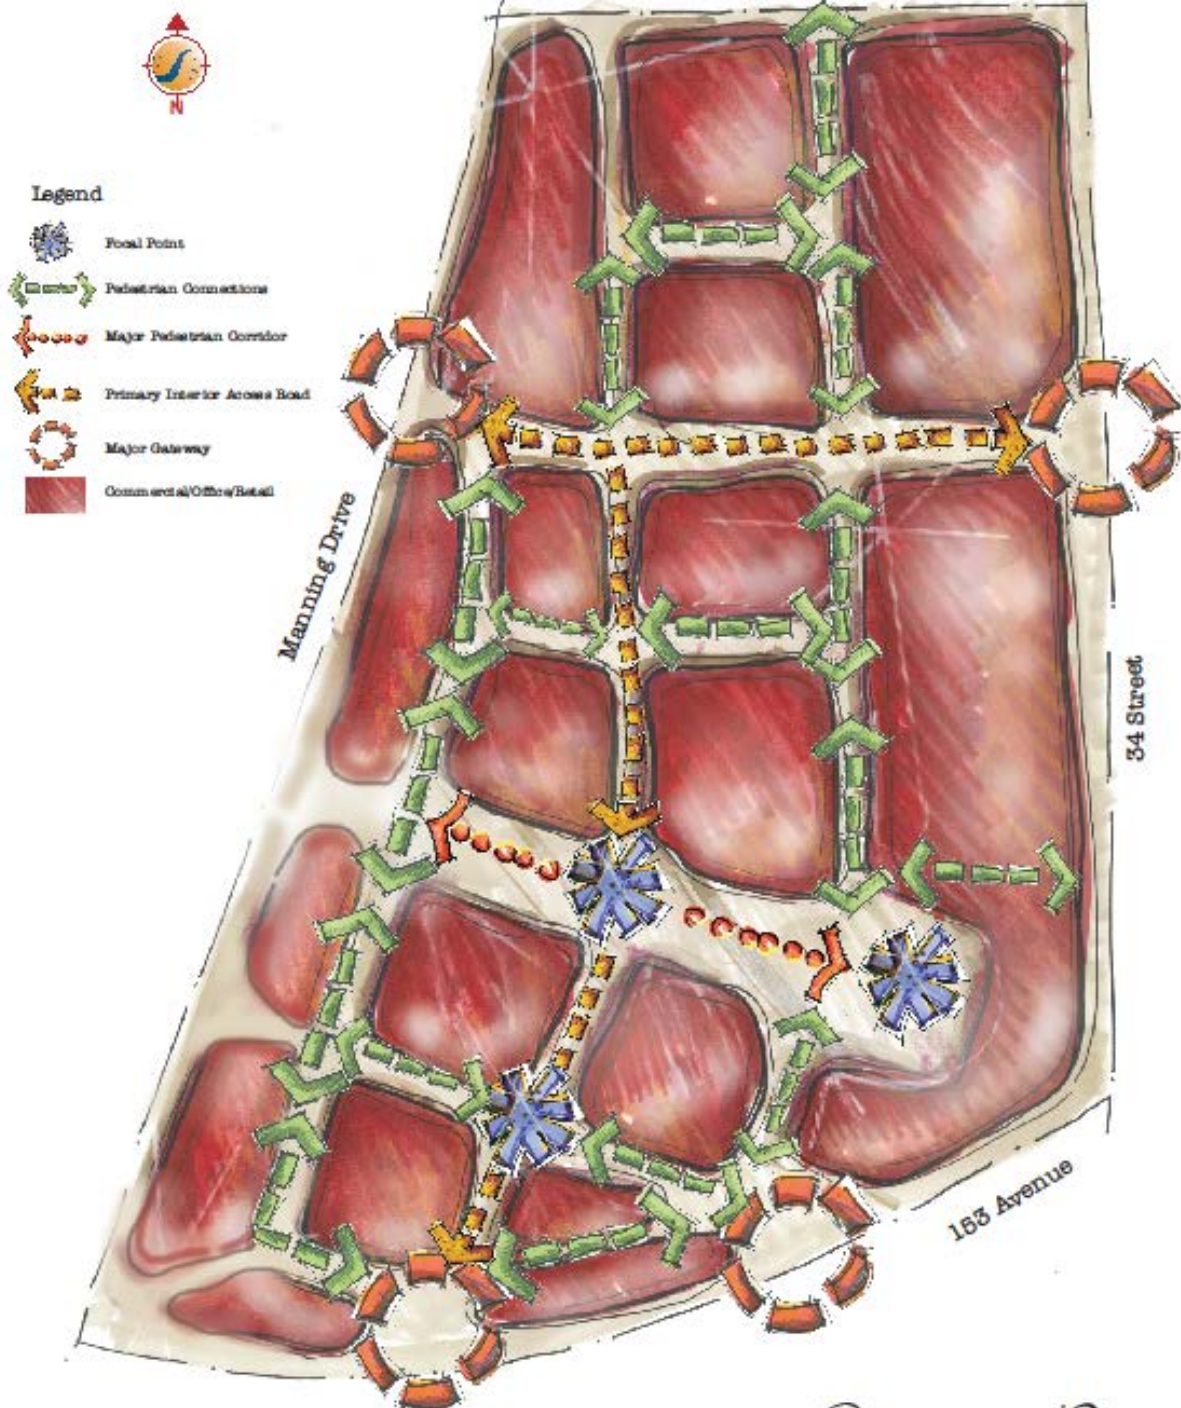 N
Legend
Focal Point
Pedestrian Connections
Major Pedestrian Corridor
Primary Interior Access Road
Major Gateway
Commercial/Office/Retail
Manning Drive
34 Street
153 Avenue